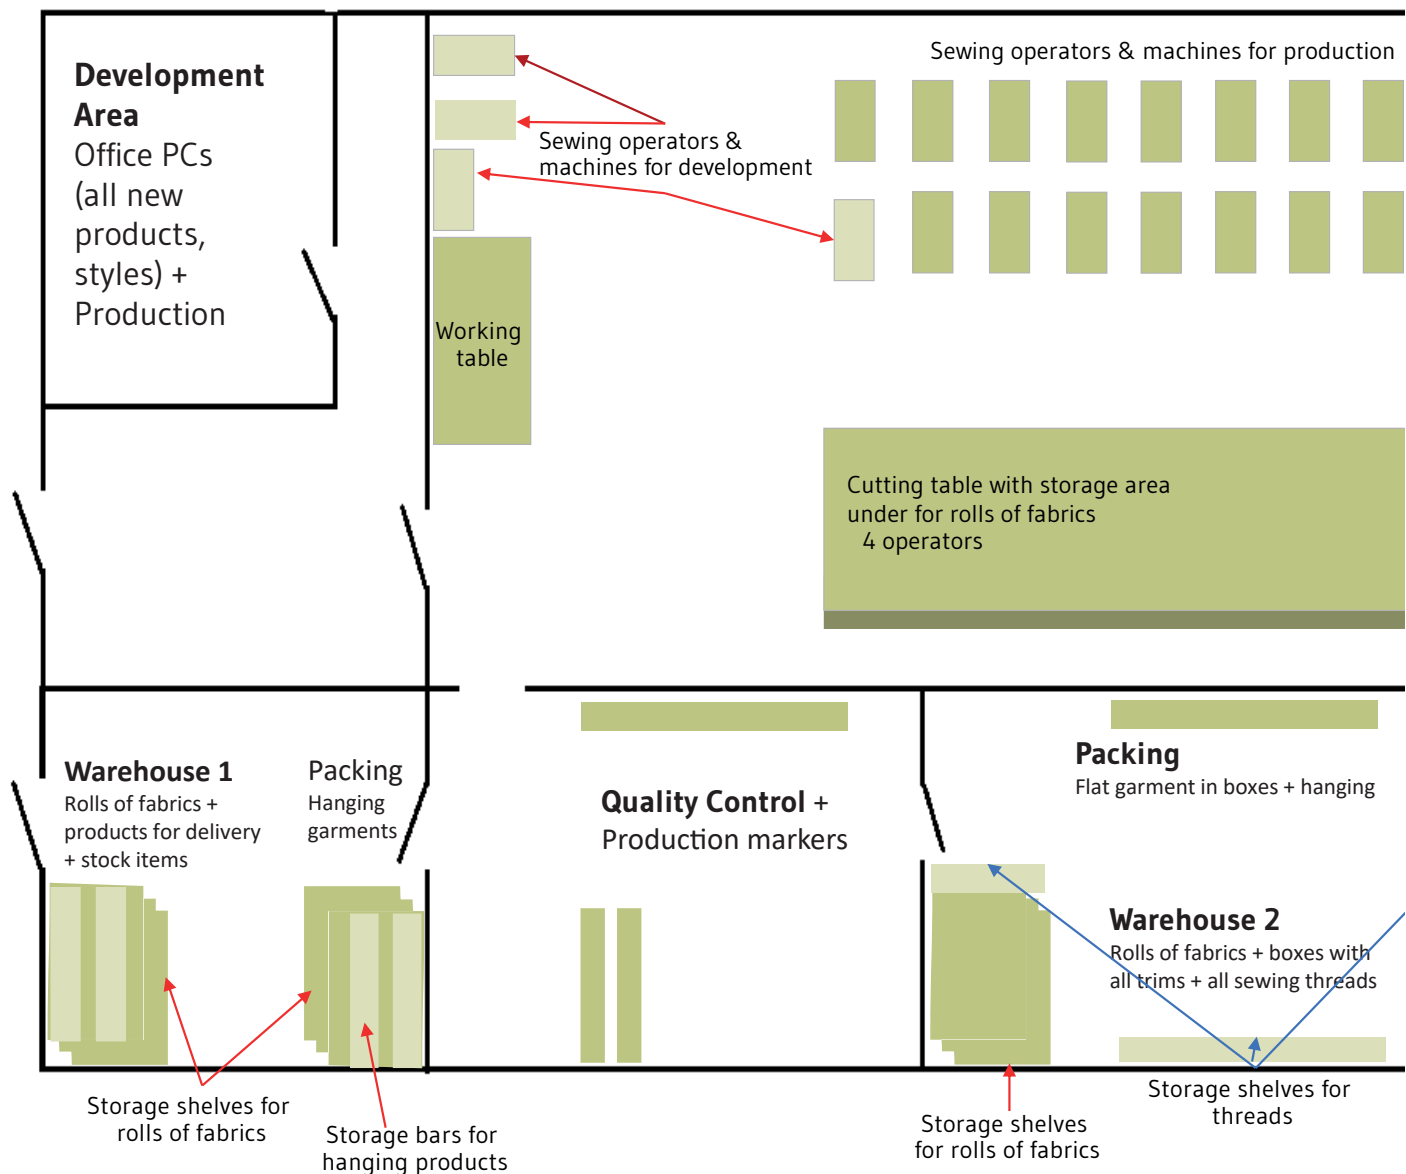 Development
Area
Office PCs
(all new
products,
styles) +
Production
Sewing operators &
machines for development
Sewing operators & machines for production
Working
table
Cutting table with storage area
under for rolls of fabrics
4 operators
Warehouse 1
Rolls of fabrics +
products for delivery
+ stock items
Packing
Hanging
garments
Quality Control +
Production markers
Packing
Flat garment in boxes + hanging
Warehouse 2
Rolls of fabrics + boxes with
all trims + all sewing threads
Storage shelves for
rolls of fabrics
Storage bars for
hanging products
Storage shelves
for rolls of fabrics
Storage shelves for
threads